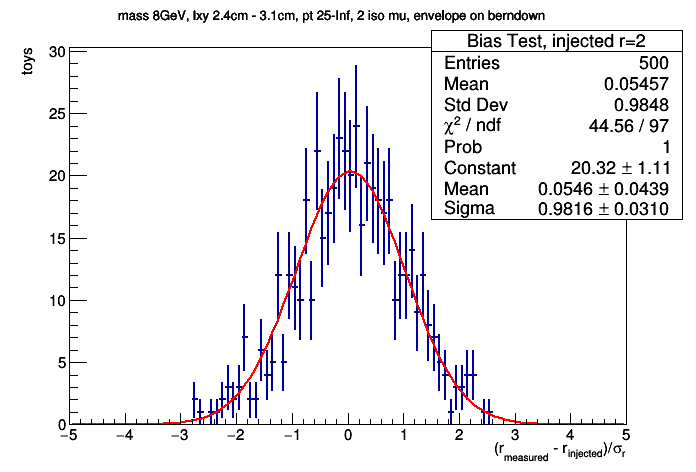 mass 8GeV, lxy 2.4cm - 3.1cm, pt 25-Inf, 2 iso mu, envelope on berndown
Bias Test, injected r=2
Entries 500
Mean 0.05457
Std Dev 0.9848
χ² / ndf 44.56 / 97
Prob 1
Constant 20.32 ± 1.11
Mean 0.0546 ± 0.0439
Sigma 0.9816 ± 0.0310
toys
30
25
20
15
10
5
0
−5 −4 −3 −2 −1 0 1 2 3 4 5
(r_measured - r_injected)/σ_r